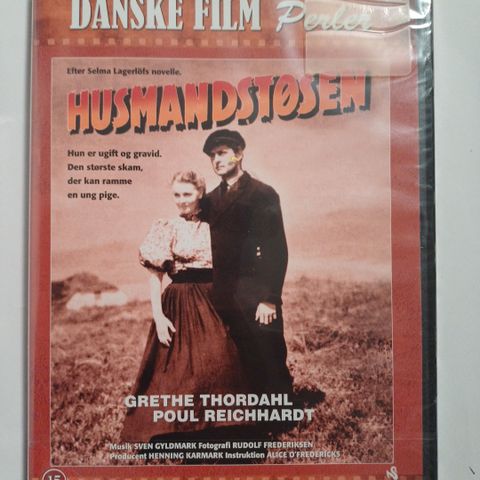 DANSKE FILM Perler
Efter Selma Lagerlöfs novelle.
HUSMANDSTØSEN
Hun er ugift og gravid.
Den største skam,
der kan ramme
en ung pige.
GRETHE THORDAHL
POUL REICHHARDT
Musik SVEN GYLDMARK Fotografi RUDOLF FREDERIKSEN
Producent HENNING KARMARK Instruktion ALICE O'FREDERICKS
15